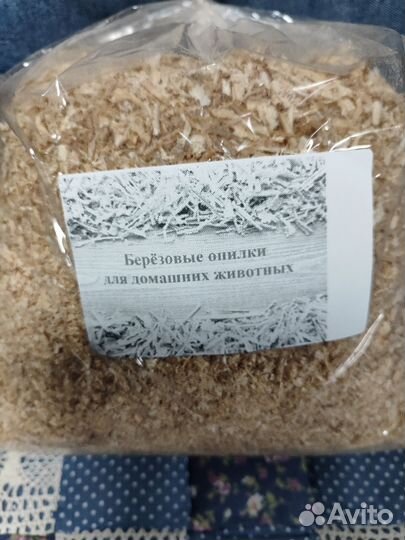 Берёзовые опилки
для домашних животных
Avito